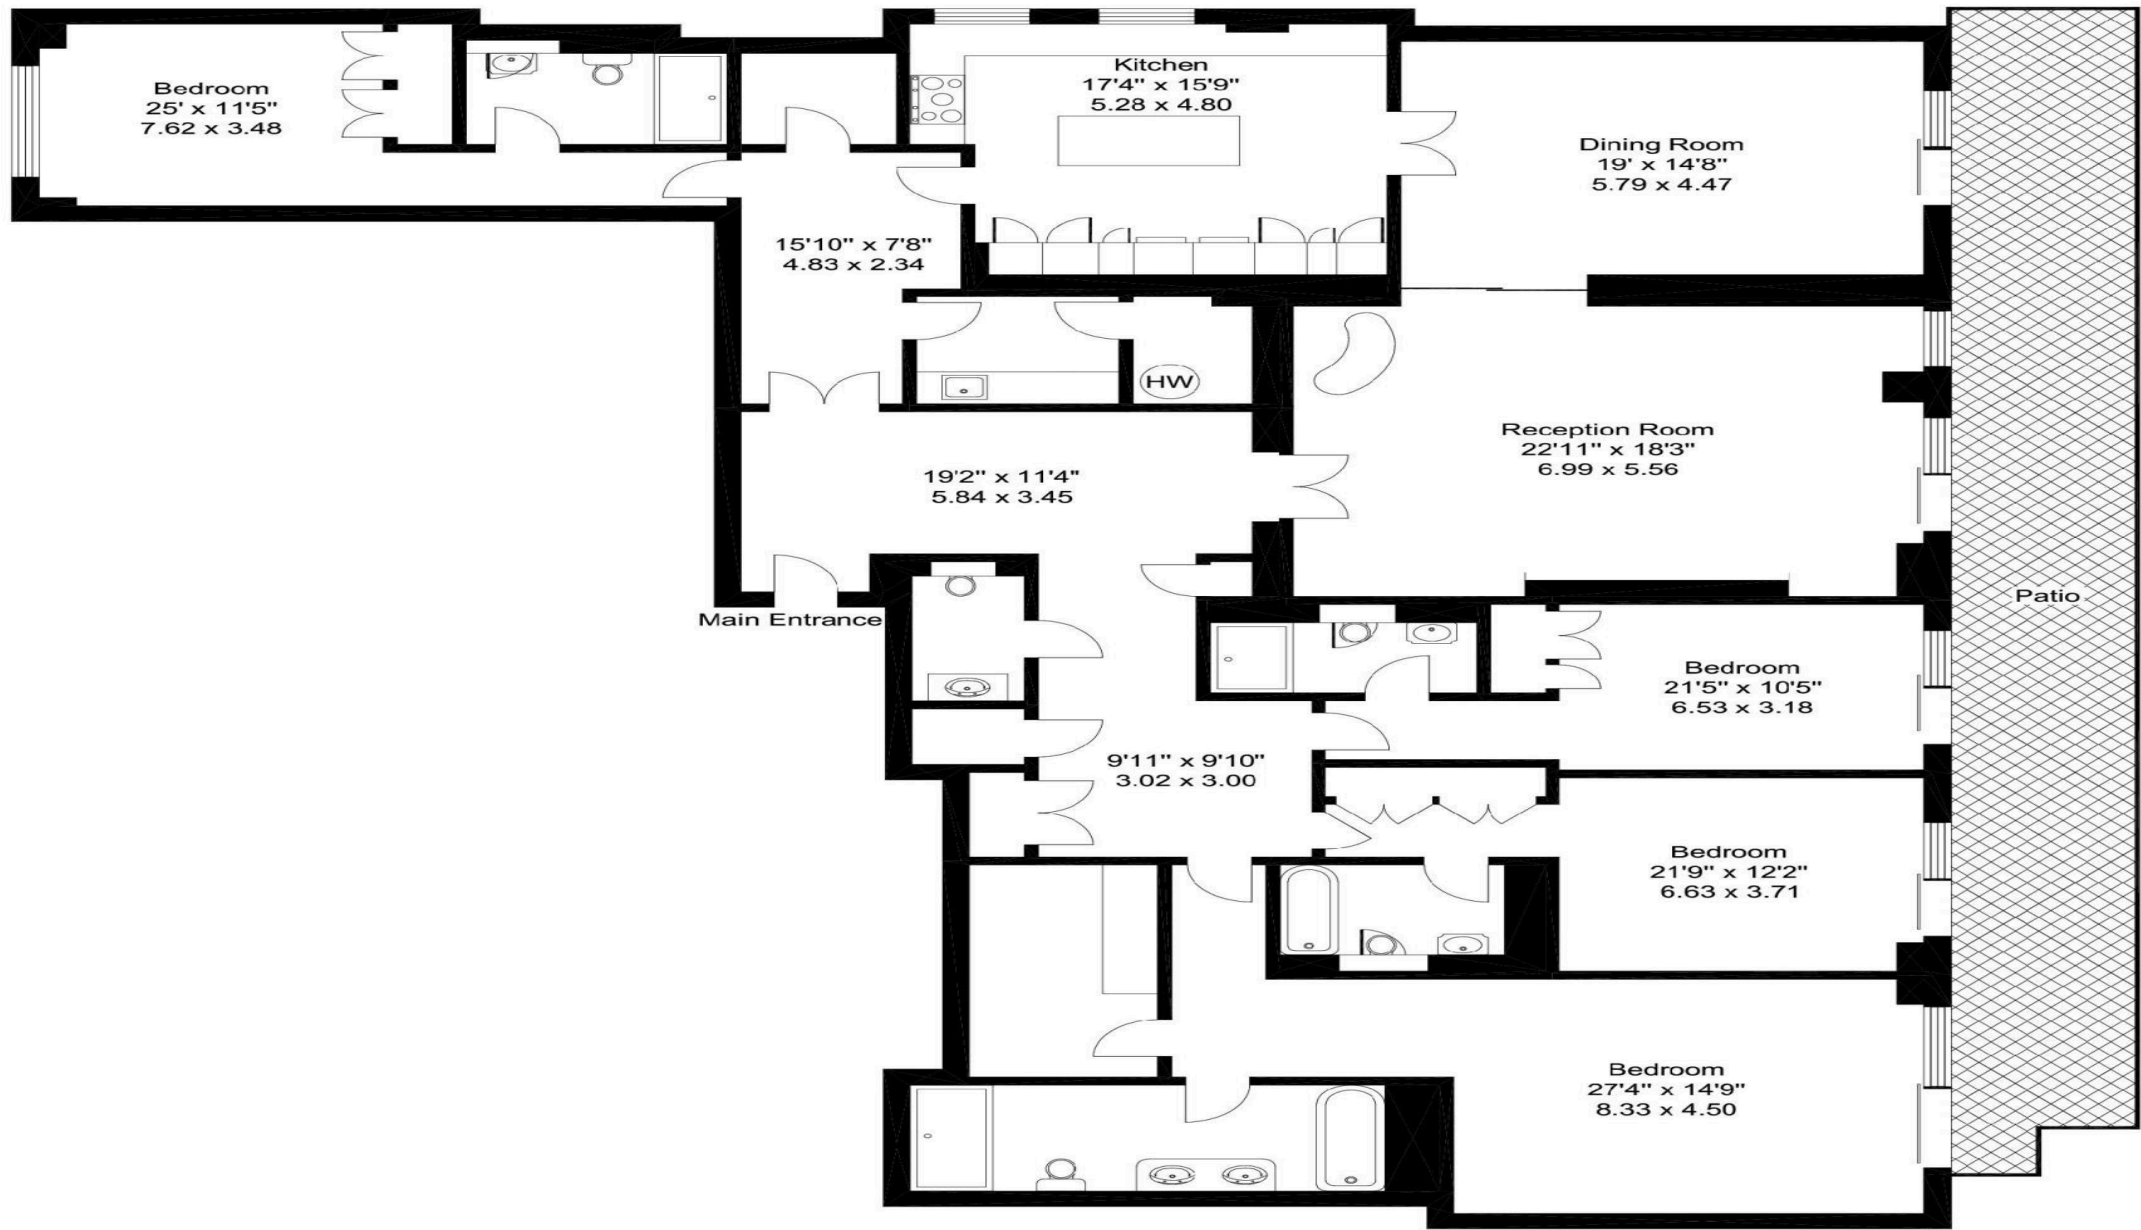 Bedroom
25' x 11'5"
7.62 x 3.48
Kitchen
17'4" x 15'9"
5.28 x 4.80
Dining Room
19' x 14'8"
5.79 x 4.47
15'10" x 7'8"
4.83 x 2.34
HW
Reception Room
22'11" x 18'3"
6.99 x 5.56
19'2" x 11'4"
5.84 x 3.45
Main Entrance
Patio
Bedroom
21'5" x 10'5"
6.53 x 3.18
9'11" x 9'10"
3.02 x 3.00
Bedroom
21'9" x 12'2"
6.63 x 3.71
Bedroom
27'4" x 14'9"
8.33 x 4.50